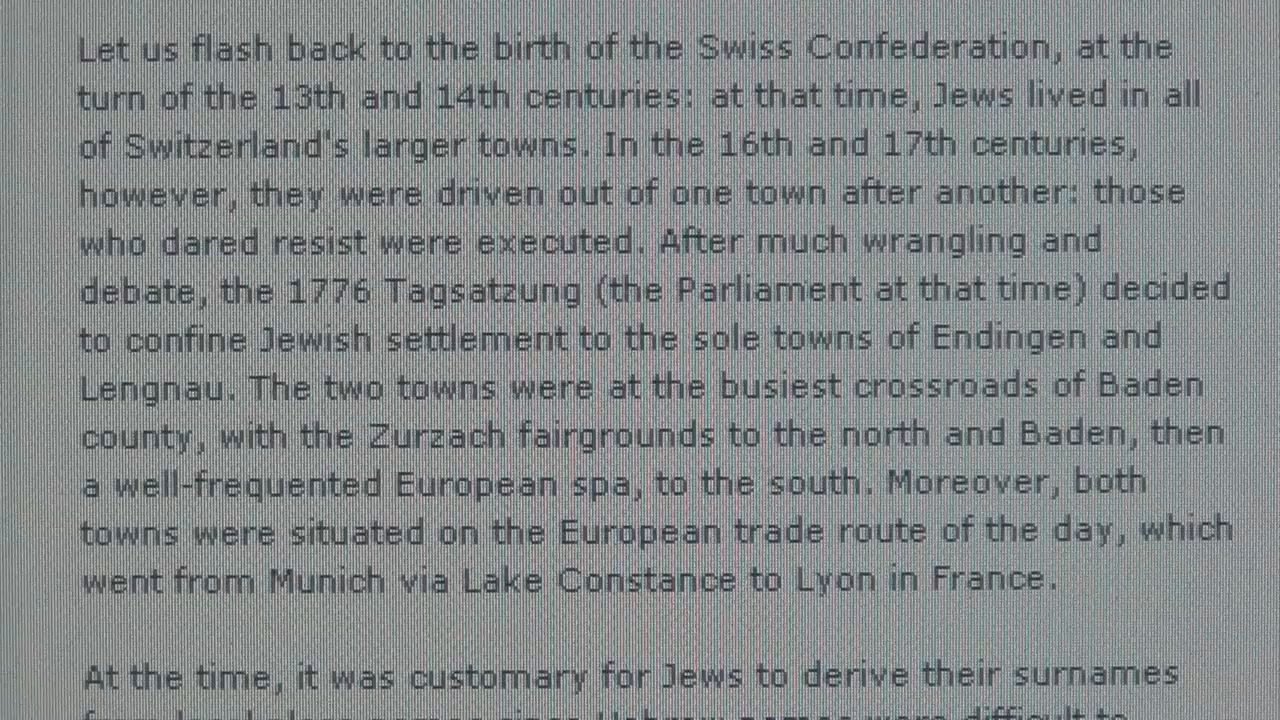 Let us flash back to the birth of the Swiss Confederation, at the
turn of the 13th and 14th centuries: at that time, Jews lived in all
of Switzerland's larger towns. In the 16th and 17th centuries,
however, they were driven out of one town after another: those
who dared resist were executed. After much wrangling and
debate, the 1776 Tagsatzung (the Parliament at that time) decided
to confine Jewish settlement to the sole towns of Endingen and
Lengnau. The two towns were at the busiest crossroads of Baden
county, with the Zurzach fairgrounds to the north and Baden, then
a well-frequented European spa, to the south. Moreover, both
towns were situated on the European trade route of the day, which
went from Munich via Lake Constance to Lyon in France.
At the time, it was customary for Jews to derive their surnames